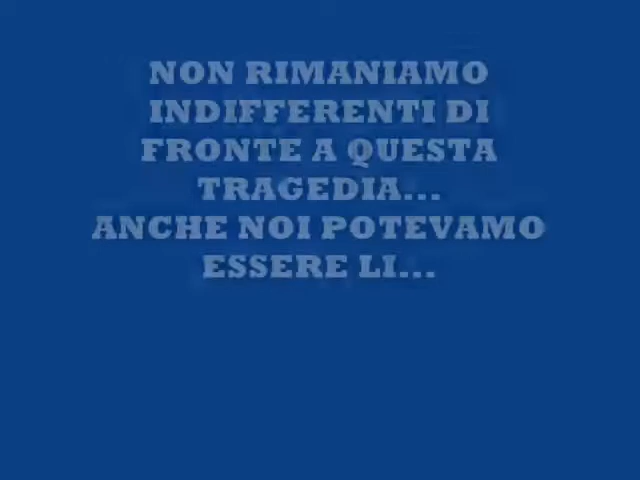 NON RIMANIAMO
INDIFFERENTI DI
FRONTE A QUESTA
TRAGEDIA...
ANCHE NOI POTEVAMO
ESSERE LI...